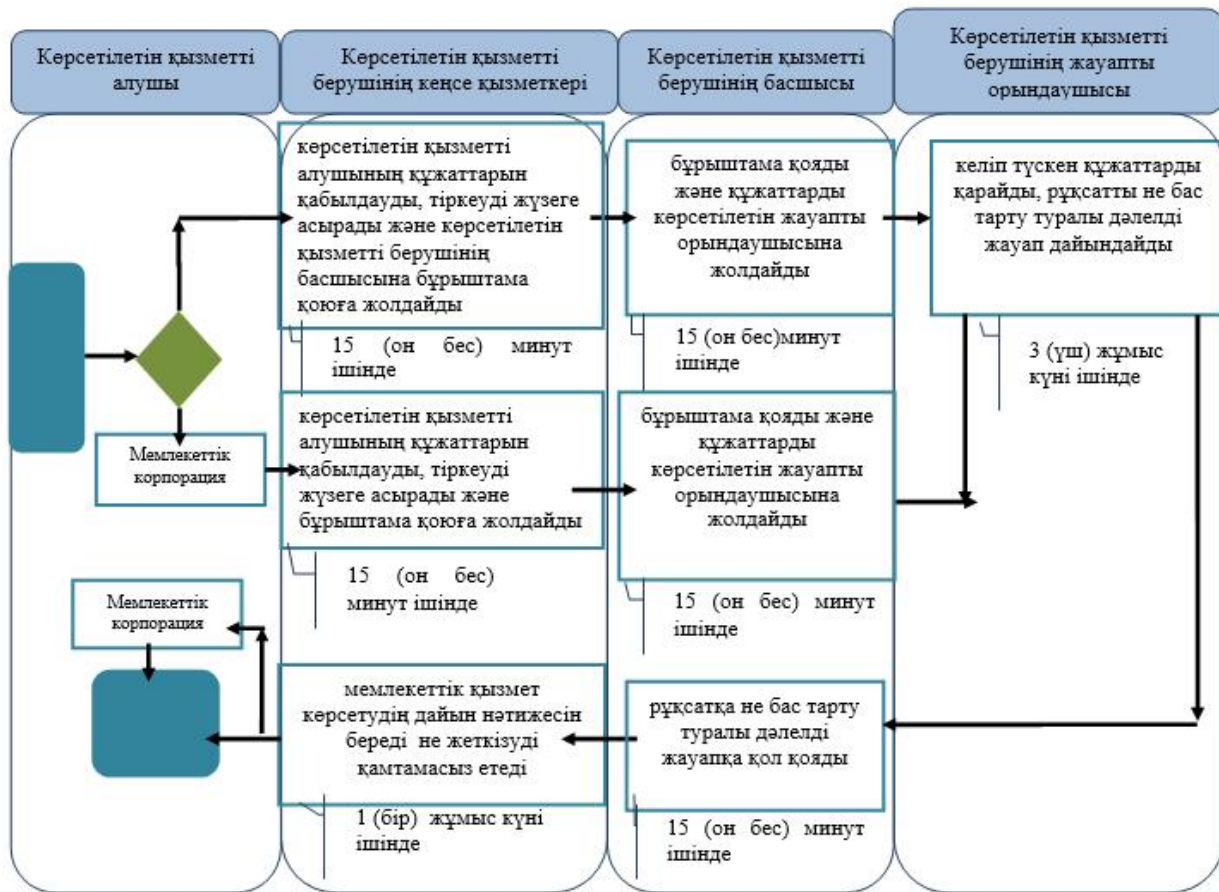 Көрсетілетін қызметті
алушы
Көрсетілетін қызметті
берушінің кеңсе қызметкері
Көрсетілетін қызметті
берушінің басшысы
Көрсетілетін қызметті
берушінің жауапты
орындаушысы
көрсетілетін қызметті
алушының құжаттарын
қабылдауды, тіркеуді жүзеге
асырады және көрсетілетін
қызметті берушінің
басшысына бұрыштама
қоюға жолдайды
15 (он бес) минут
ішінде
бұрыштама қояды
және құжаттарды
көрсетілетін жауапты
орындаушысына
жолдайды
15 (он бес)минут
ішінде
келіп түскен құжаттарды
қарайды, рұқсатты не бас
тарту туралы дәлелді
жауап дайындайды
3 (үш) жұмыс
күні ішінде
Мемлекеттік
корпорация
көрсетілетін қызметті
алушының құжаттарын
қабылдауды, тіркеуді
жүзеге асырады және
бұрыштама қоюға жолдайды
15 (он бес)
минут ішінде
бұрыштама қояды және
құжаттарды
көрсетілетін жауапты
орындаушысына
жолдайды
15 (он бес) минут
ішінде
Мемлекеттік
корпорация
мемлекеттік қызмет
көрсетудің дайын нәтижесін
береді не жеткізуді
қамтамасыз етеді
1 (бір) жұмыс күні
ішінде
рұқсатқа не бас тарту
туралы дәлелді
жауапқа қол қояды
15 (он бес) минут
ішінде